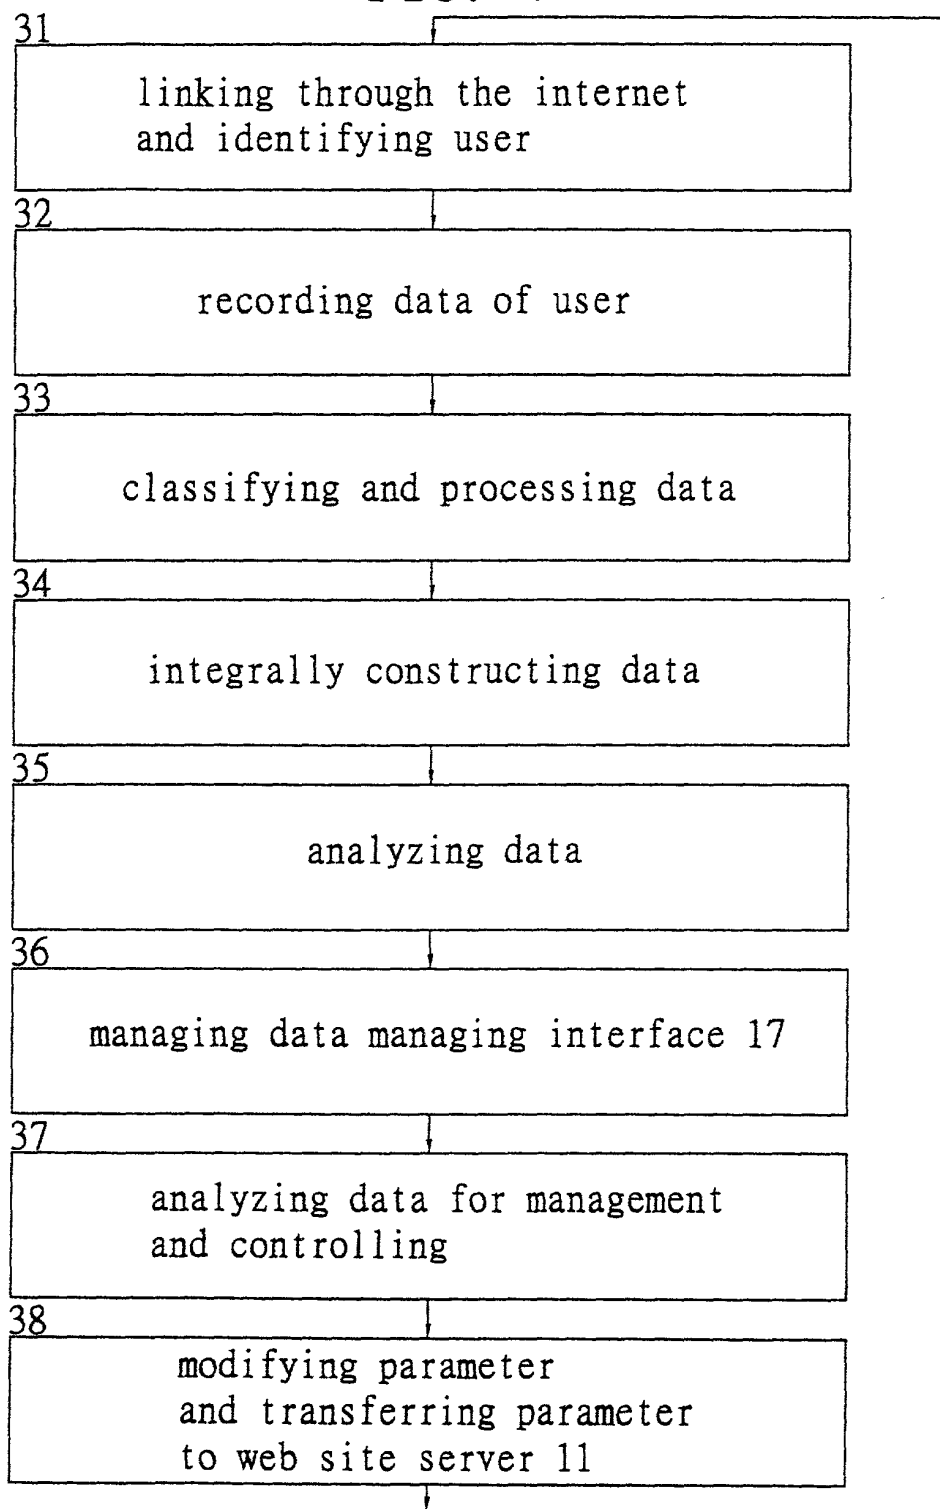 31
linking through the internet
and identifying user
32
recording data of user
33
classifying and processing data
34
integrally constructing data
35
analyzing data
36
managing data managing interface 17
37
analyzing data for management
and controlling
38
modifying parameter
and transferring parameter
to web site server 11